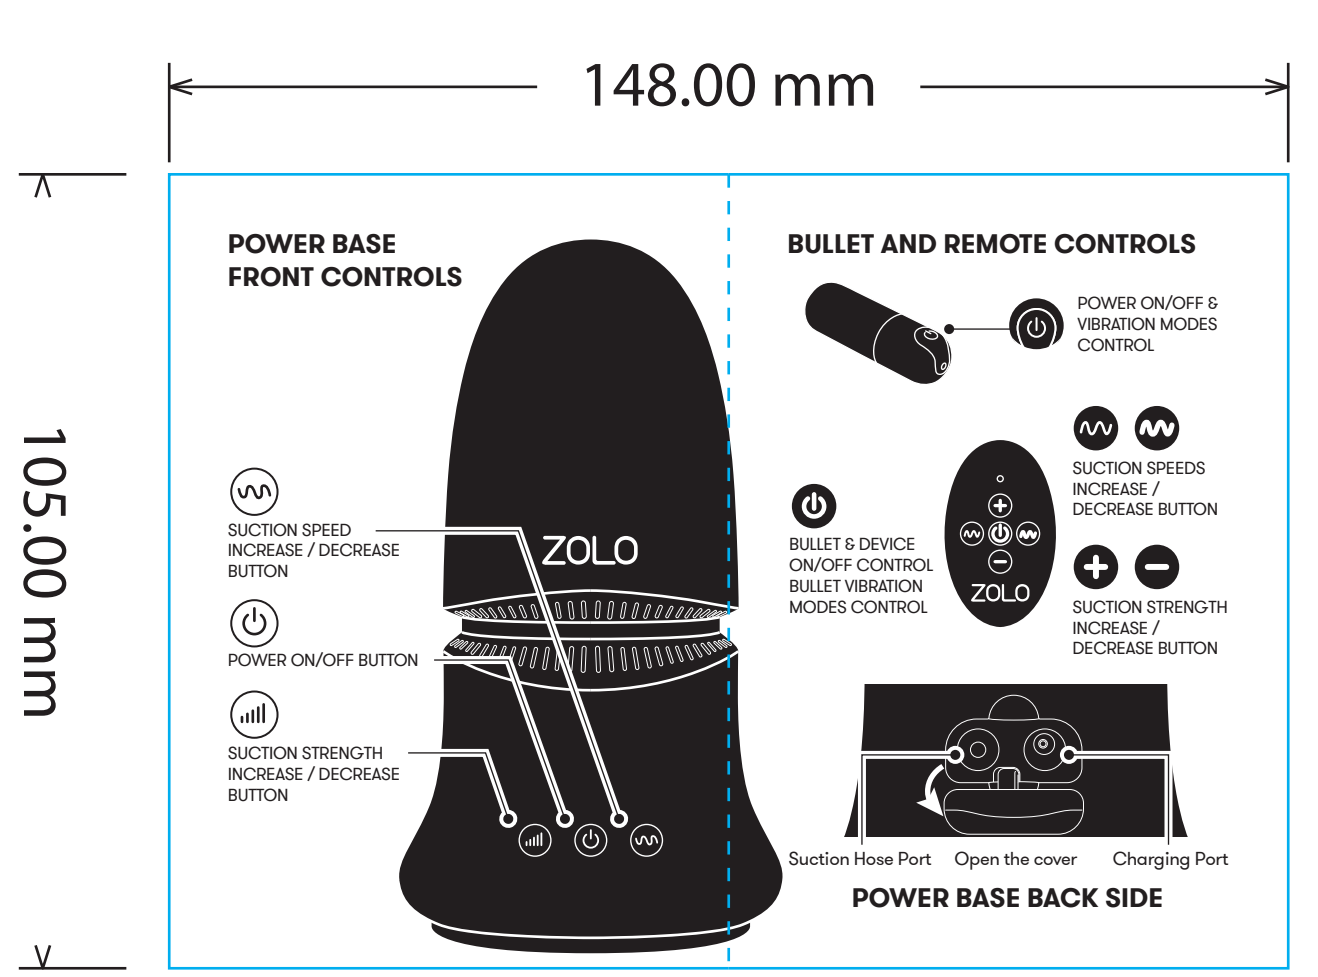 148.00 mm
105.00 mm
POWER BASE
FRONT CONTROLS
SUCTION SPEED
INCREASE / DECREASE
BUTTON
POWER ON/OFF BUTTON
SUCTION STRENGTH
INCREASE / DECREASE
BUTTON
ZOLO
BULLET AND REMOTE CONTROLS
POWER ON/OFF &
VIBRATION MODES
CONTROL
BULLET & DEVICE
ON/OFF CONTROL
BULLET VIBRATION
MODES CONTROL
ZOLO
SUCTION SPEEDS
INCREASE /
DECREASE BUTTON
SUCTION STRENGTH
INCREASE /
DECREASE BUTTON
Suction Hose Port
Open the cover
Charging Port
POWER BASE BACK SIDE